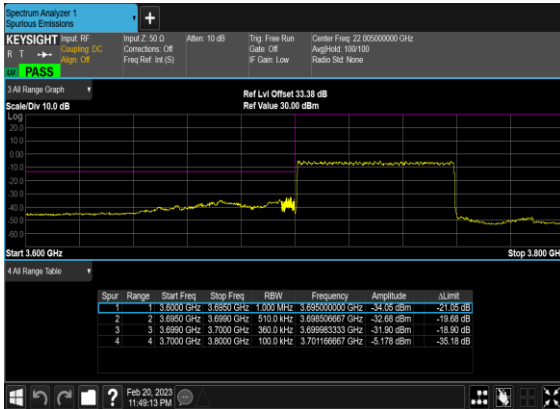 Spectrum Analyzer 1
Spurious Emissions
+
KEYSIGHT Input: RF Input Z: 50 Ω Atten: 10 dB Trig: Free Run Center Freq: 22.005000000 GHz
R T Coupling: DC Corrections: Off Gate: Off Avg|Hold: 100/100
Align: Off Freq Ref: Int (S) IF Gain: Low Radio Std: None
PASS
3 All Range Graph
Ref Lvl Offset 33.38 dB
Scale/Div 10.0 dB Ref Value 30.00 dBm
Log
20.0
10.0
0.00
-10.0
-20.0
-30.0
-40.0
-50.0
-60.0
Start 3.600 GHz Stop 3.800 GH
4 All Range Table
Spur Range Start Freq Stop Freq RBW Frequency Amplitude ΔLimit
1 1 3.6000 GHz 3.6950 GHz 1.000 MHz 3.695000000 GHz -34.05 dBm -21.05 dB
2 2 3.6950 GHz 3.6990 GHz 510.0 kHz 3.698506667 GHz -32.68 dBm -19.68 dB
3 3 3.6990 GHz 3.7000 GHz 360.0 kHz 3.699983333 GHz -31.90 dBm -18.90 dB
4 4 3.7000 GHz 3.8000 GHz 100.0 kHz 3.701166667 GHz -5.178 dBm -35.18 dB
? Feb 20, 2023
11:49:13 PM